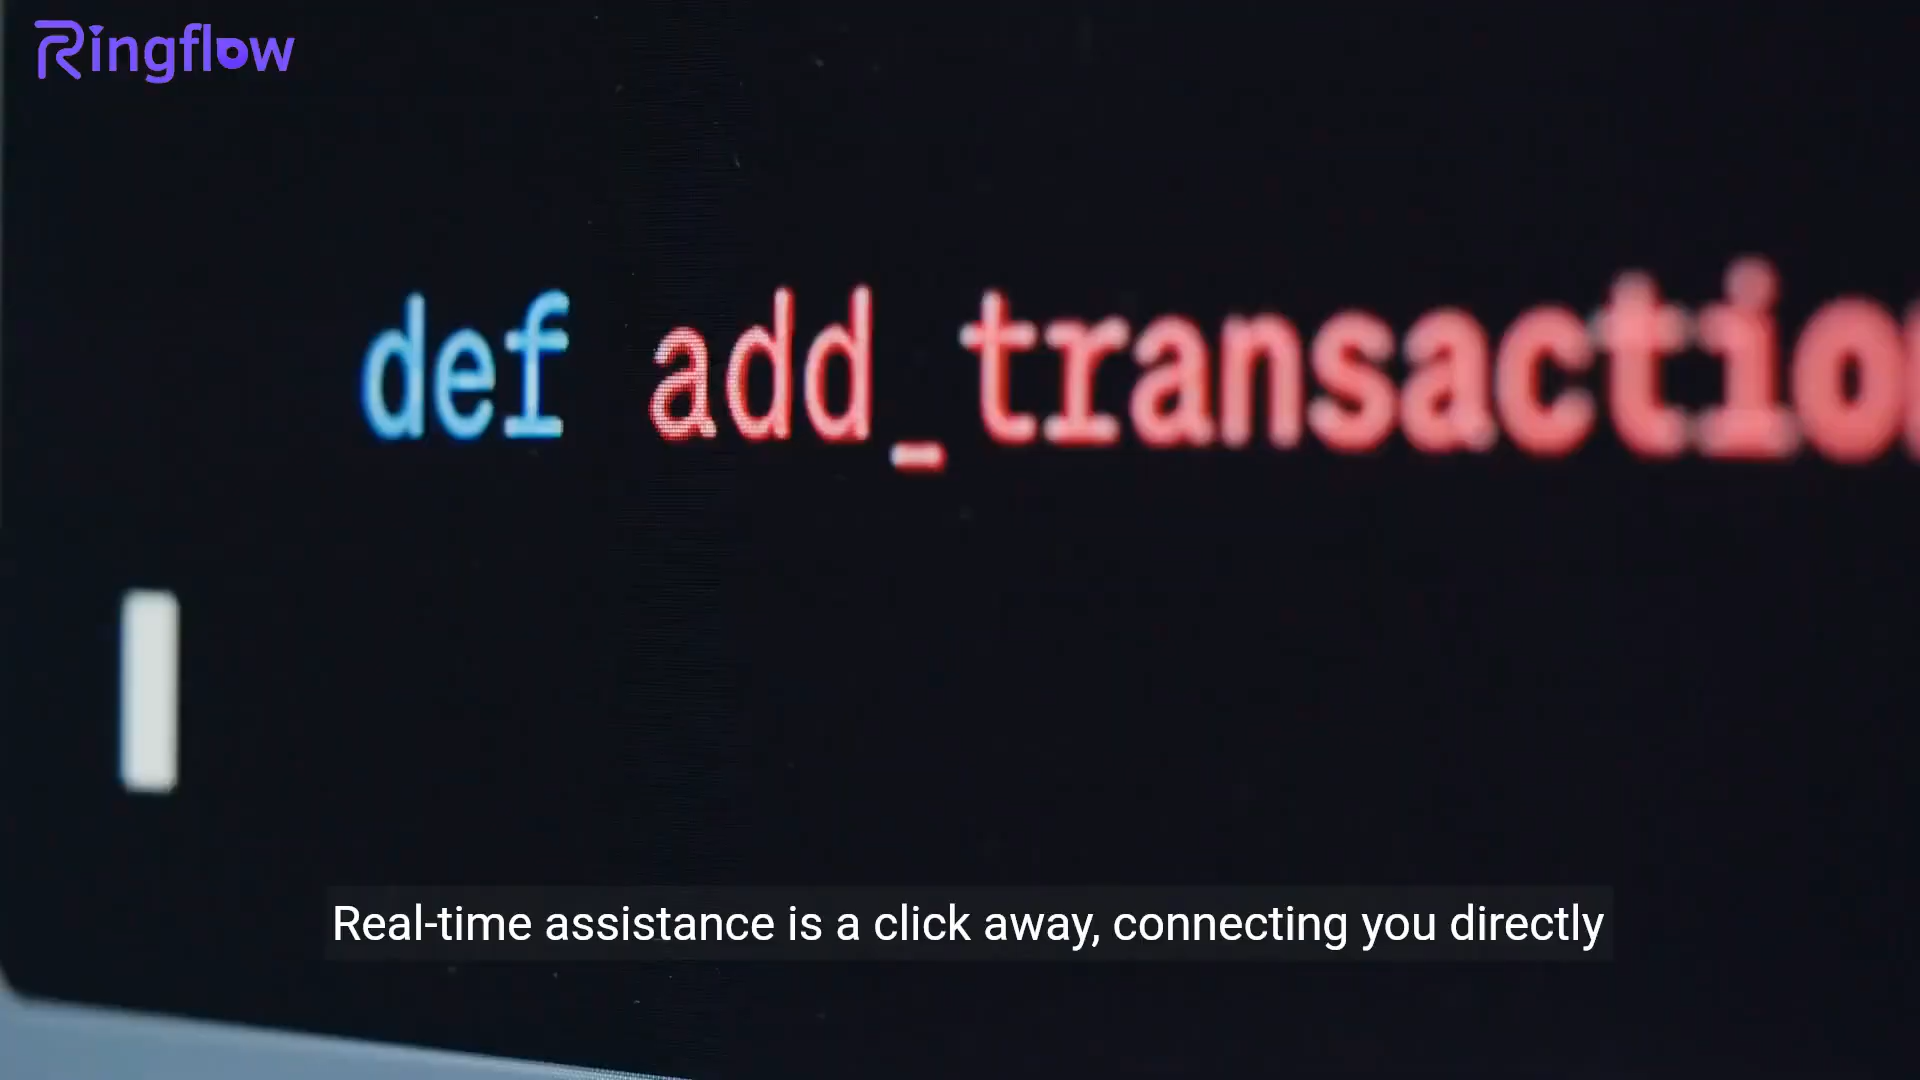 Ringflow
def add_transactio
Real-time assistance is a click away, connecting you directly